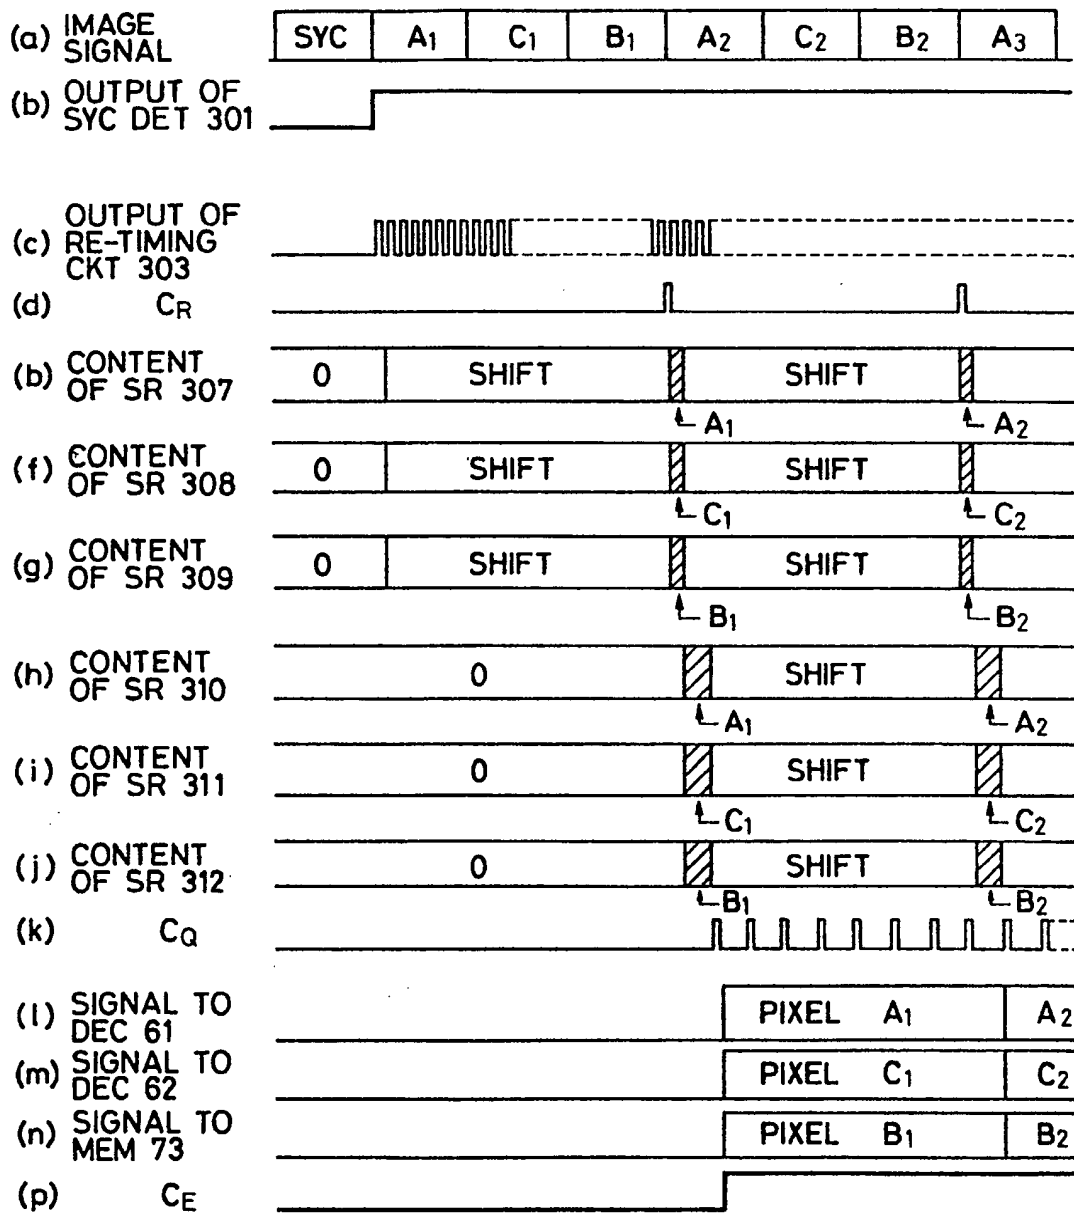 (a) IMAGE SIGNAL SYC A1 C1 B1 A2 C2 B2 A3
(b) OUTPUT OF SYC DET 301
(c) OUTPUT OF RE-TIMING CKT 303
(d) CR
(b) CONTENT OF SR 307 0 SHIFT SHIFT
A1 A2
(f) CONTENT OF SR 308 0 SHIFT SHIFT
C1 C2
(g) CONTENT OF SR 309 0 SHIFT SHIFT
B1 B2
(h) CONTENT OF SR 310 0 SHIFT
A1 A2
(i) CONTENT OF SR 311 0 SHIFT
C1 C2
(j) CONTENT OF SR 312 0 SHIFT
B1 B2
(k) CQ
(l) SIGNAL TO DEC 61 PIXEL A1 A2
(m) SIGNAL TO DEC 62 PIXEL C1 C2
(n) SIGNAL TO MEM 73 PIXEL B1 B2
(p) CE